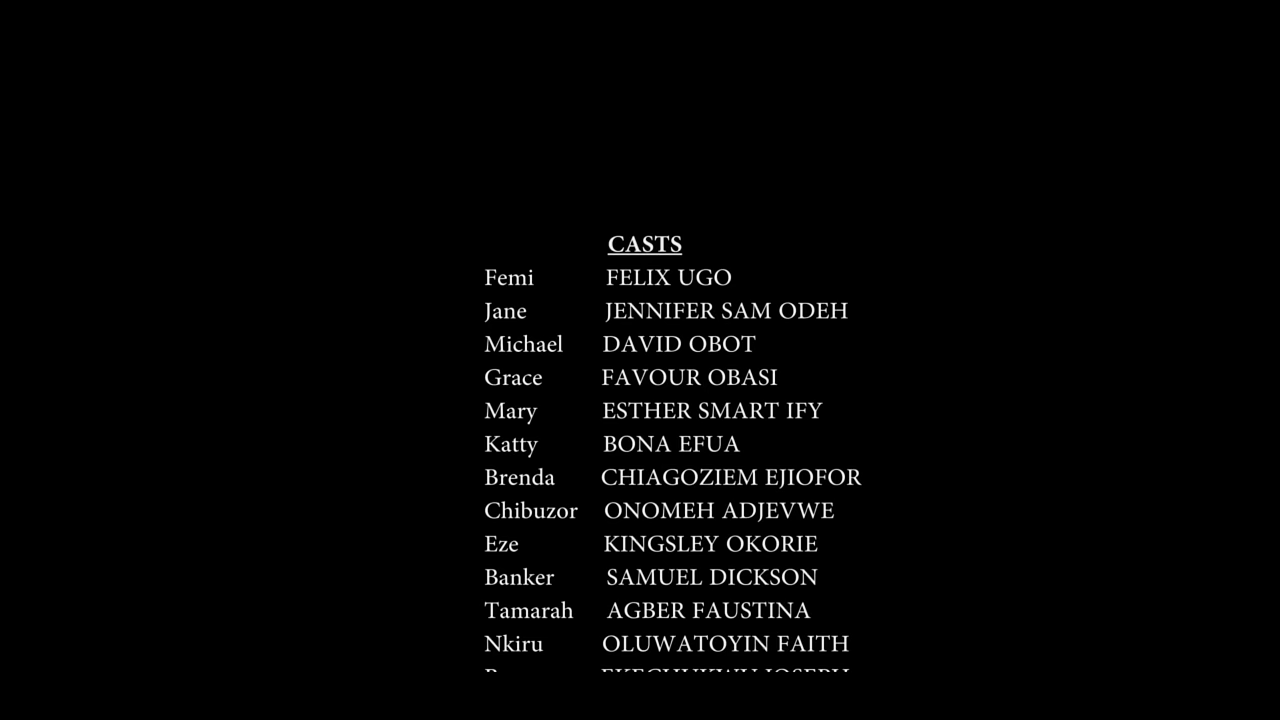 CASTS
Femi FELIX UGO
Jane JENNIFER SAM ODEH
Michael DAVID OBOT
Grace FAVOUR OBASI
Mary ESTHER SMART IFY
Katty BONA EFUA
Brenda CHIAGOZIEM EJIOFOR
Chibuzor ONOMEH ADJEVWE
Eze KINGSLEY OKORIE
Banker SAMUEL DICKSON
Tamarah AGBER FAUSTINA
Nkiru OLUWATOYIN FAITH
EKECHUKWU JOSEPH